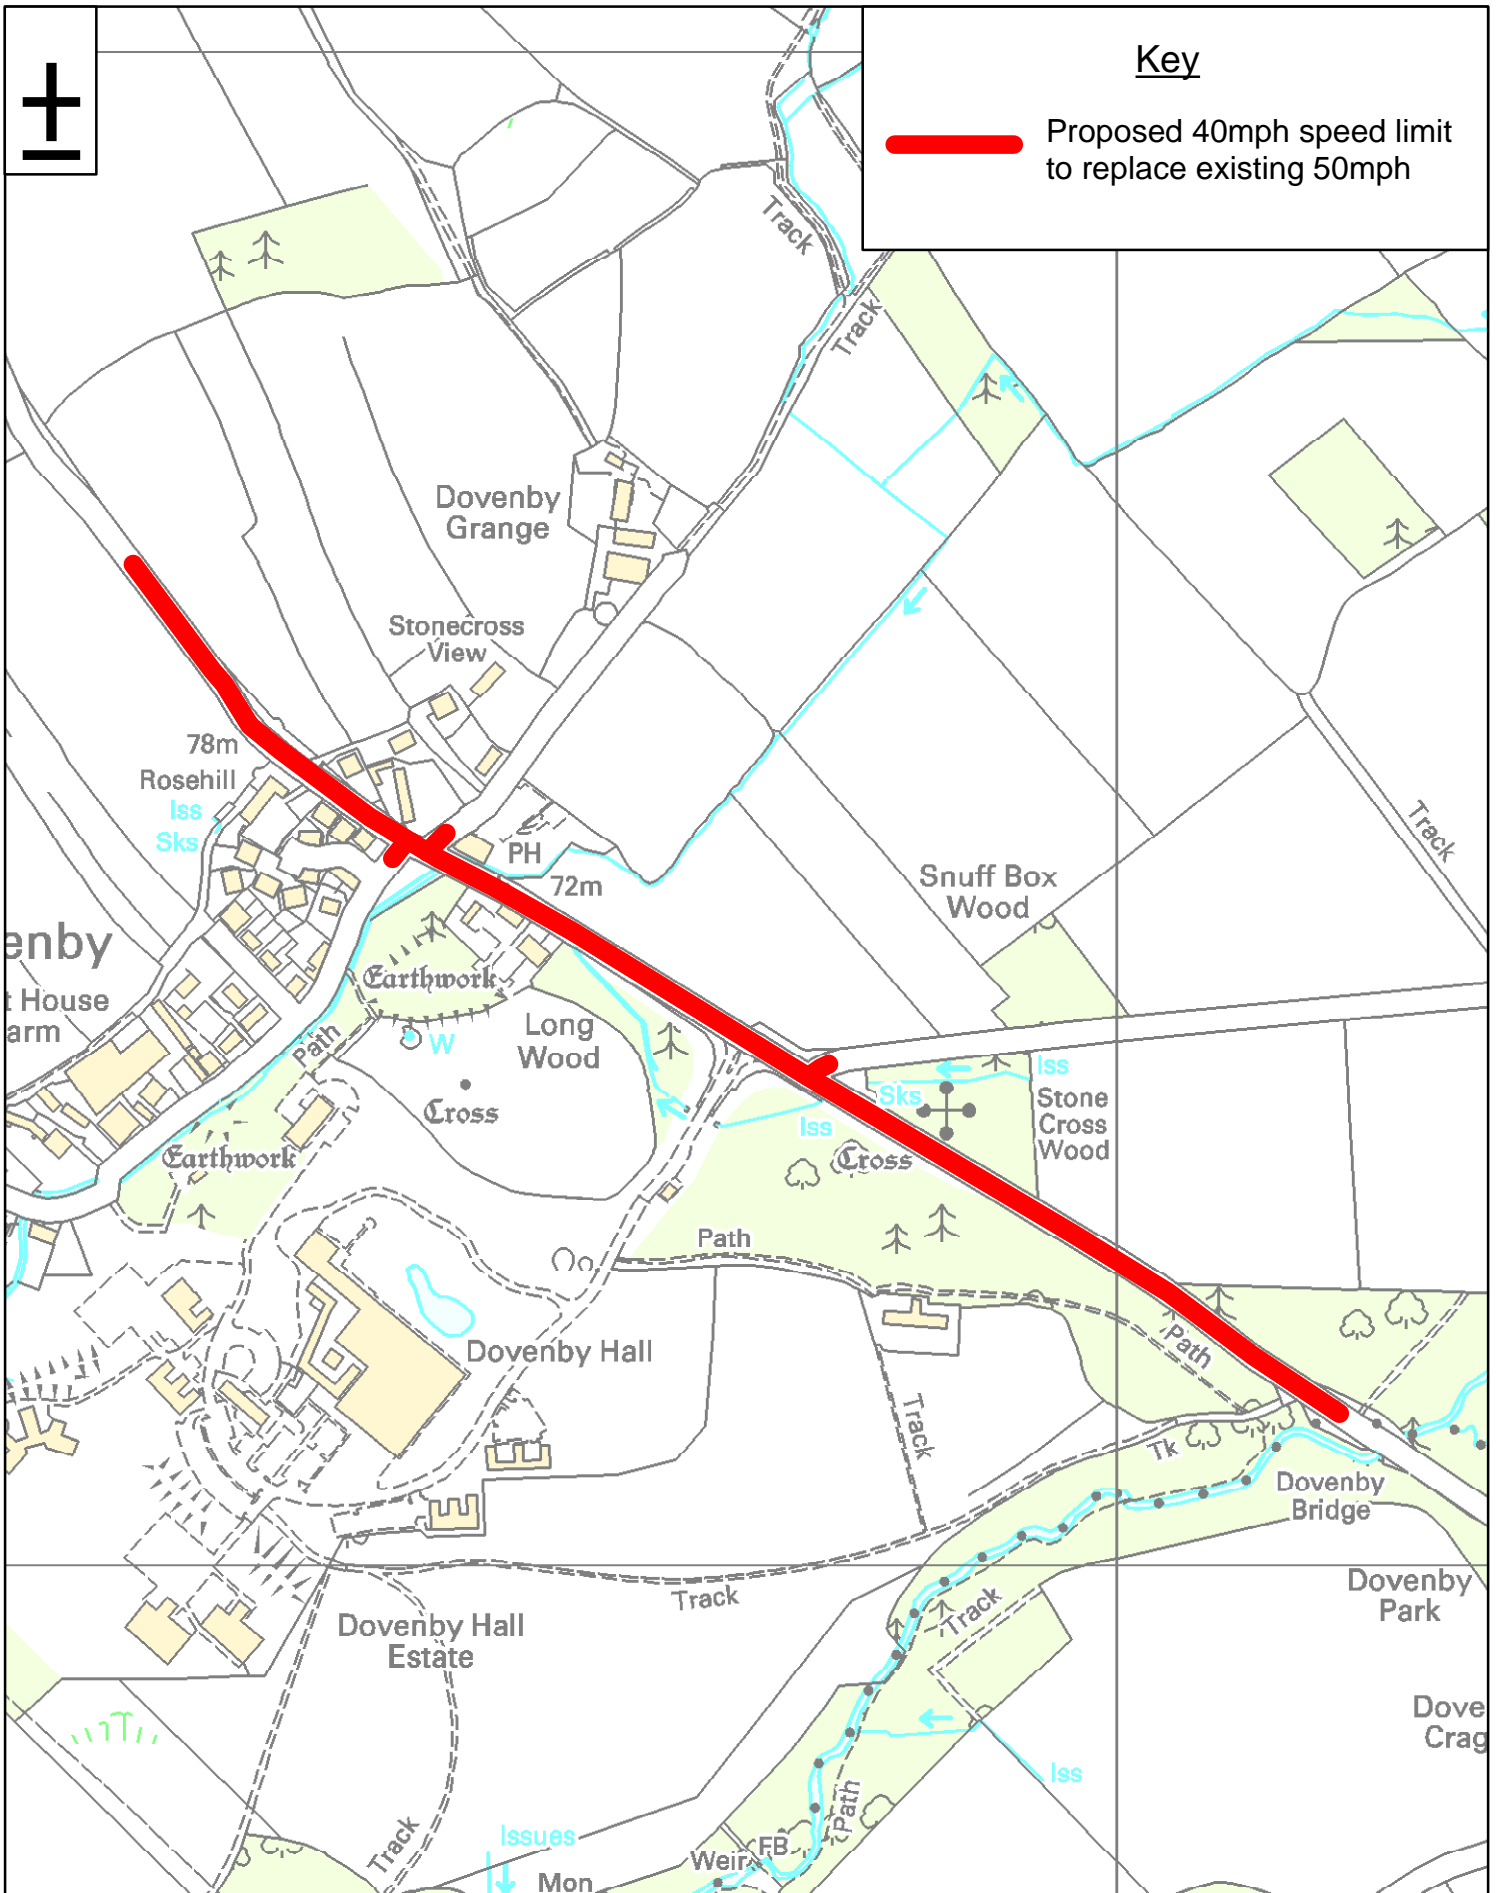 ±
Key
Proposed 40mph speed limit
to replace existing 50mph
Track
Track
Dovenby
Grange
Stonecross
View
78m
Rosehill
Iss
Sks
PH
72m
Track
Snuff Box
Wood
enby
t House
arm
Earthwork
Path
W
Long
Wood
Cross
Iss
Sks
Stone
Cross
Wood
Iss
Cross
Earthwork
Path
Path
Dovenby Hall
Track
Tk
Dovenby
Bridge
Track
Track
Dovenby
Park
Dovenby Hall
Estate
Dove
Crag
Iss
Path
Track
Issues
FB
Weir
Mon